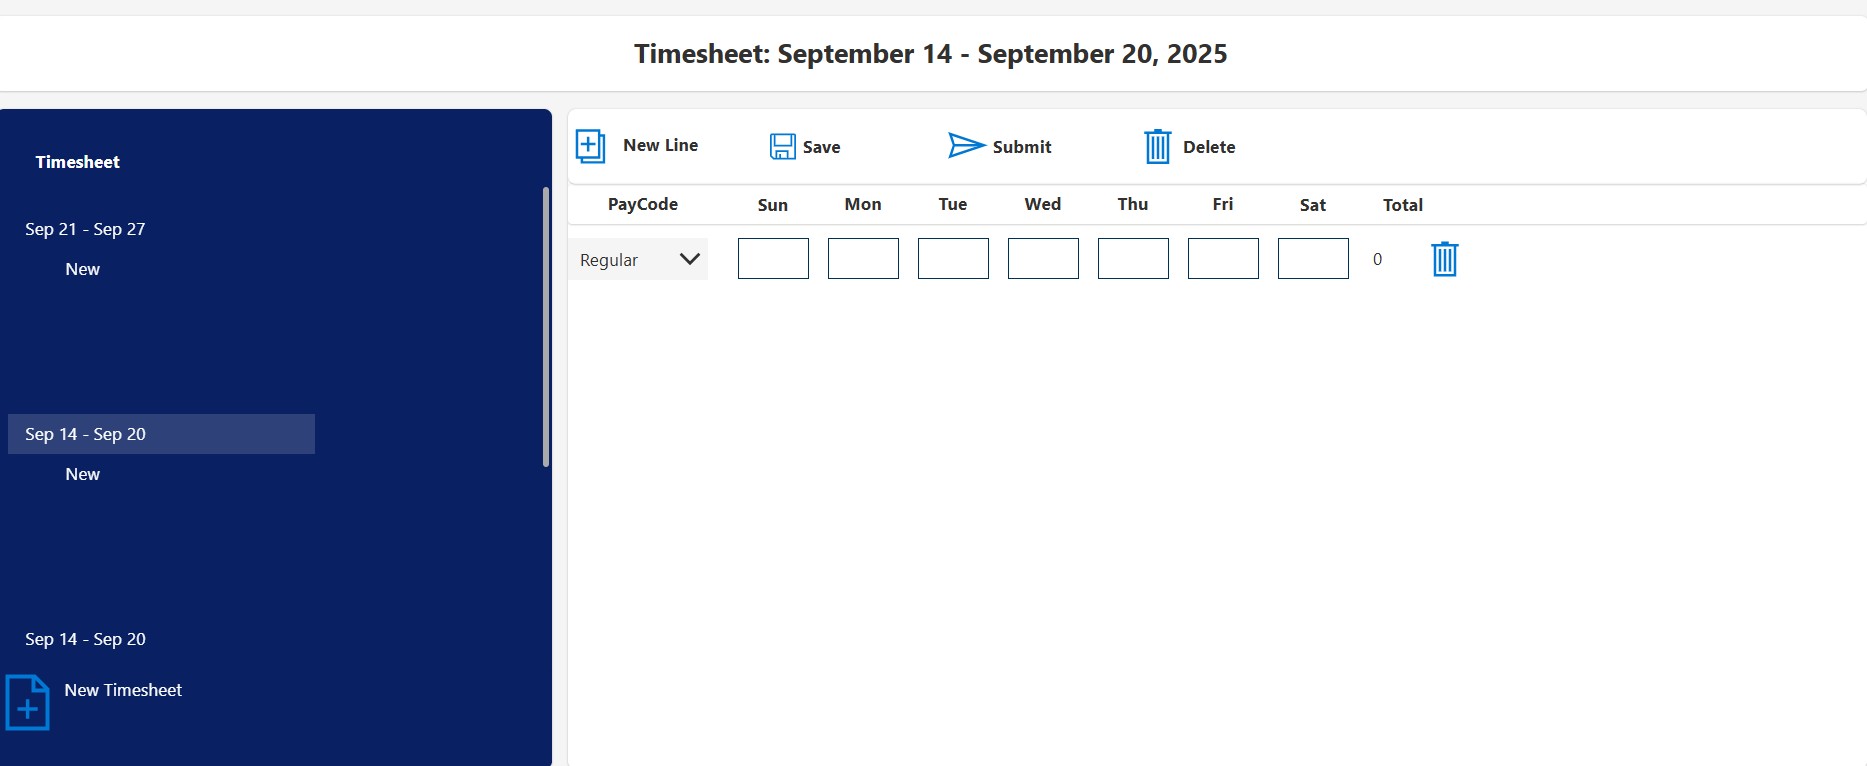 Timesheet: September 14 - September 20, 2025
Timesheet
Sep 21 - Sep 27
New
Sep 14 - Sep 20
New
Sep 14 - Sep 20
New Timesheet
New Line Save Submit Delete
PayCode Sun Mon Tue Wed Thu Fri Sat Total
Regular 0